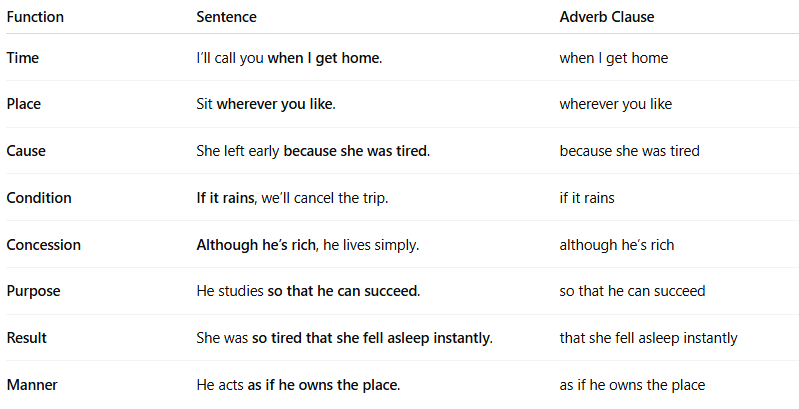 Function Sentence Adverb Clause
Time I’ll call you when I get home. when I get home
Place Sit wherever you like. wherever you like
Cause She left early because she was tired. because she was tired
Condition If it rains, we’ll cancel the trip. if it rains
Concession Although he’s rich, he lives simply. although he’s rich
Purpose He studies so that he can succeed. so that he can succeed
Result She was so tired that she fell asleep instantly. that she fell asleep instantly
Manner He acts as if he owns the place. as if he owns the place